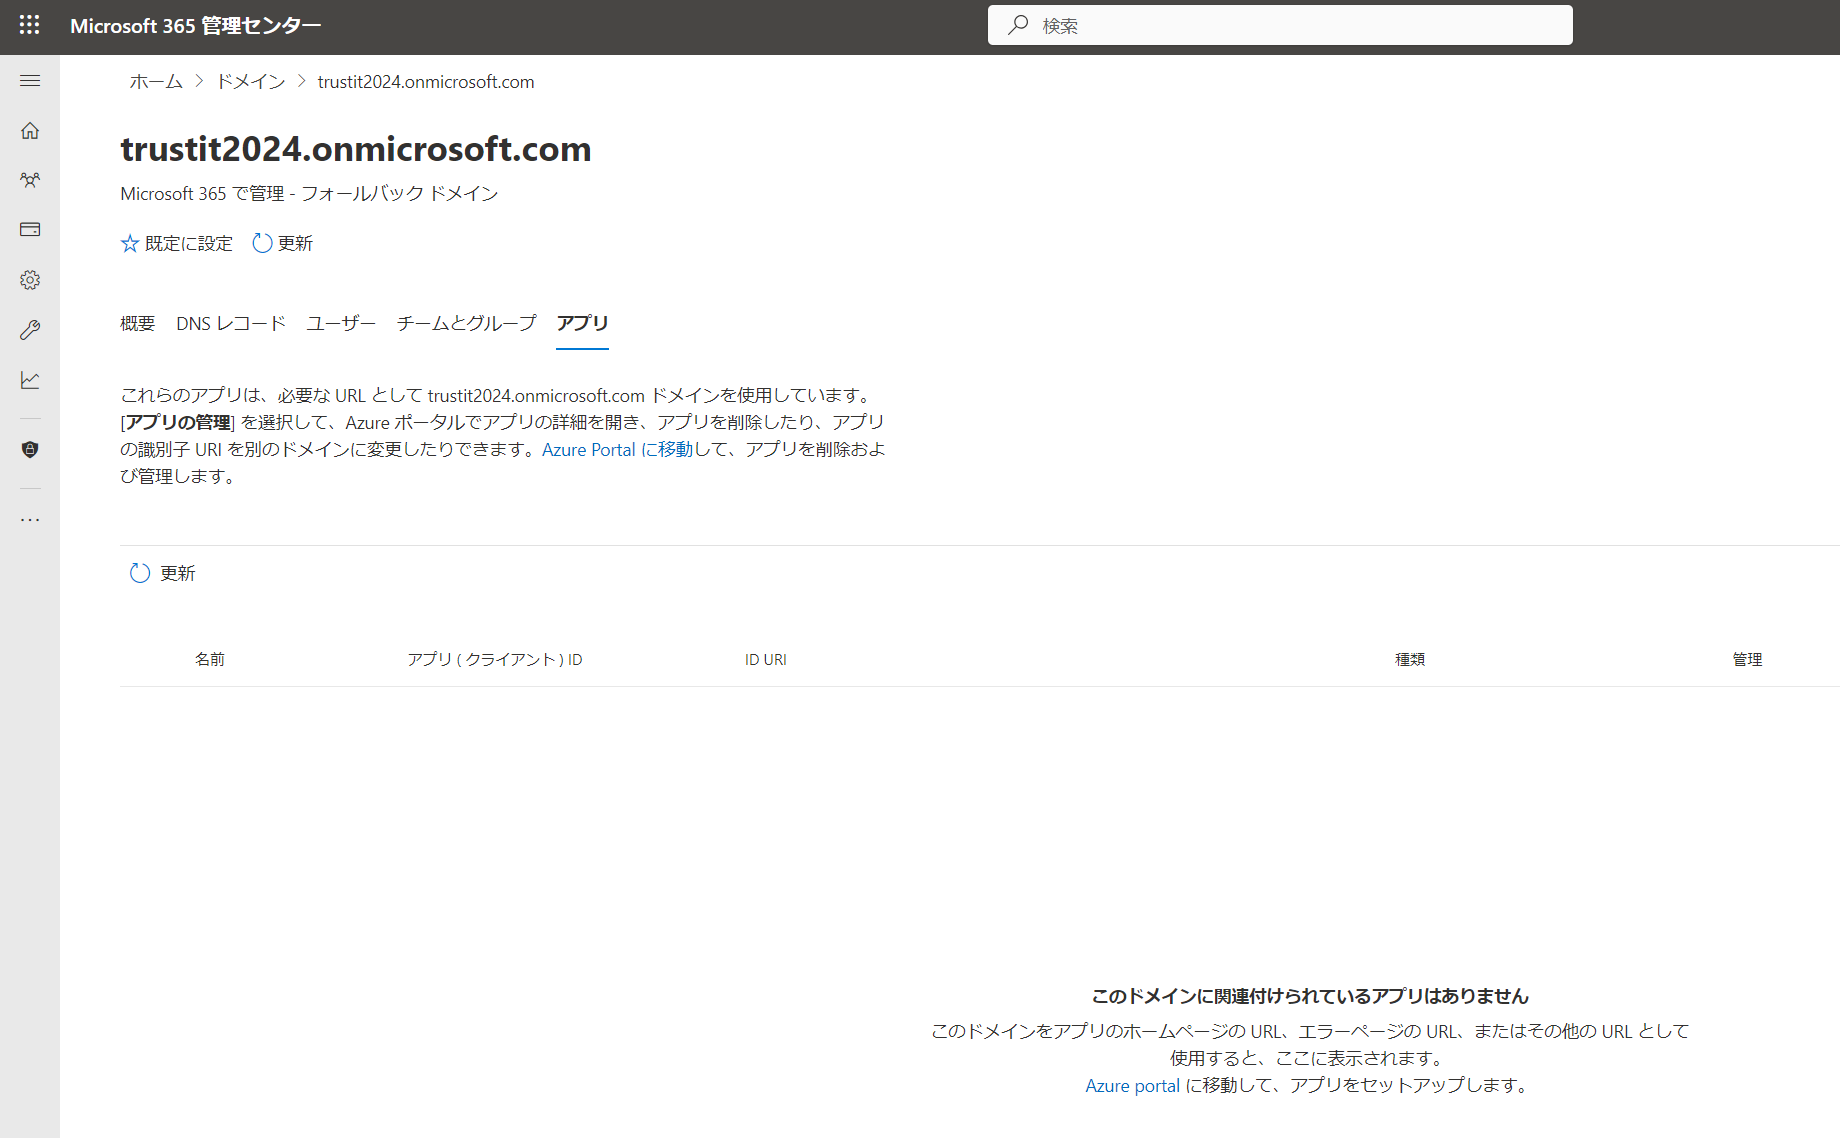 Microsoft 365 管理センター
検索
ホーム > ドメイン > trustit2024.onmicrosoft.com
trustit2024.onmicrosoft.com
Microsoft 365 で管理 - フォールバック ドメイン
既定に設定 更新
概要 DNS レコード ユーザー チームとグループ アプリ
これらのアプリは、必要な URL として trustit2024.onmicrosoft.com ドメインを使用しています。
[アプリの管理] を選択して、Azure ポータルでアプリの詳細を開き、アプリを削除したり、アプリ
の識別子 URI を別のドメインに変更したりできます。Azure Portal に移動して、アプリを削除およ
び管理します。
更新
名前 アプリ ( クライアント ) ID ID URI 種類 管理
このドメインに関連付けられているアプリはありません
このドメインをアプリのホームページの URL、エラーページの URL、またはその他の URL として
使用すると、ここに表示されます。
Azure portal に移動して、アプリをセットアップします。